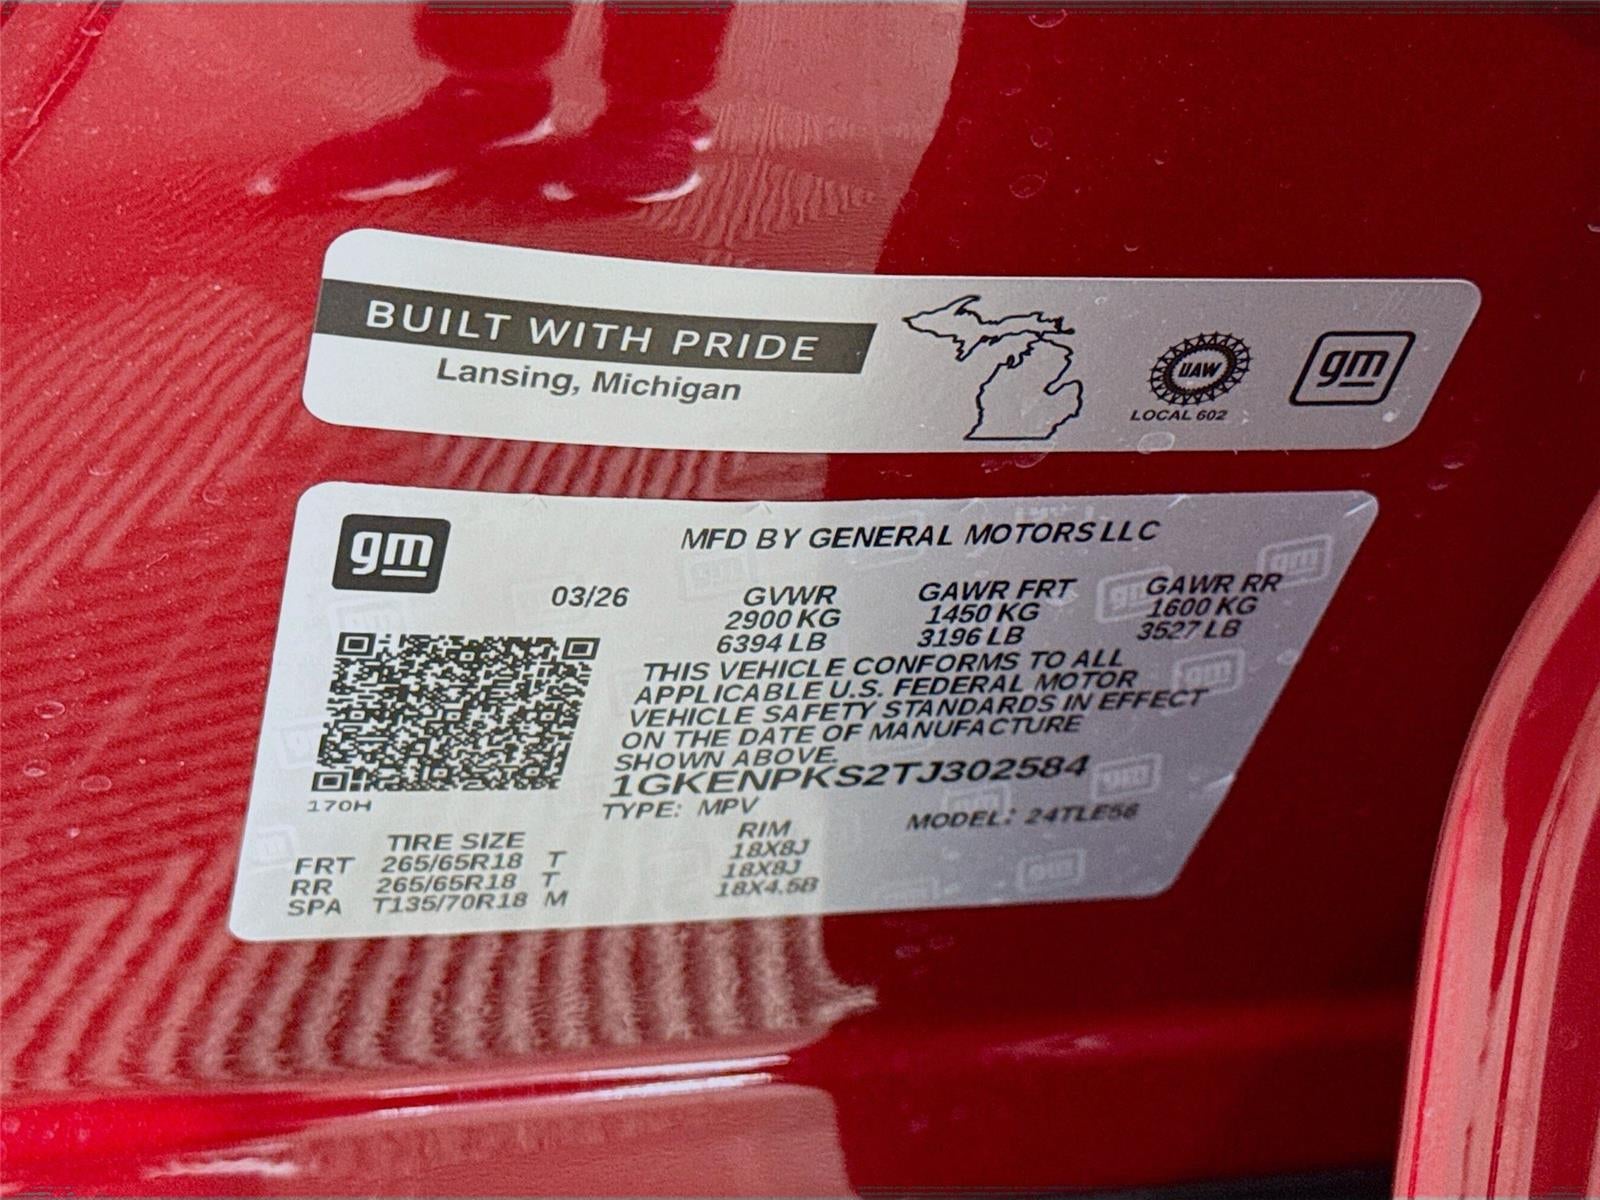 BUILT WITH PRIDE
Lansing, Michigan
UAW
LOCAL 602
gm
gm
MFD BY GENERAL MOTORS LLC
03/26 GVWR GAWR FRT GAWR RR
2900 KG 1450 KG 1600 KG
6394 LB 3196 LB 3527 LB
THIS VEHICLE CONFORMS TO ALL
APPLICABLE U.S. FEDERAL MOTOR
VEHICLE SAFETY STANDARDS IN EFFECT
ON THE DATE OF MANUFACTURE
SHOWN ABOVE.
1GKENPKS2TJ302584
170H
TYPE: MPV MODEL: 24TLE56
TIRE SIZE RIM
FRT 265/65R18 T 18X8J
RR 265/65R18 T 18X8J
SPA T135/70R18 M 18X4.5B